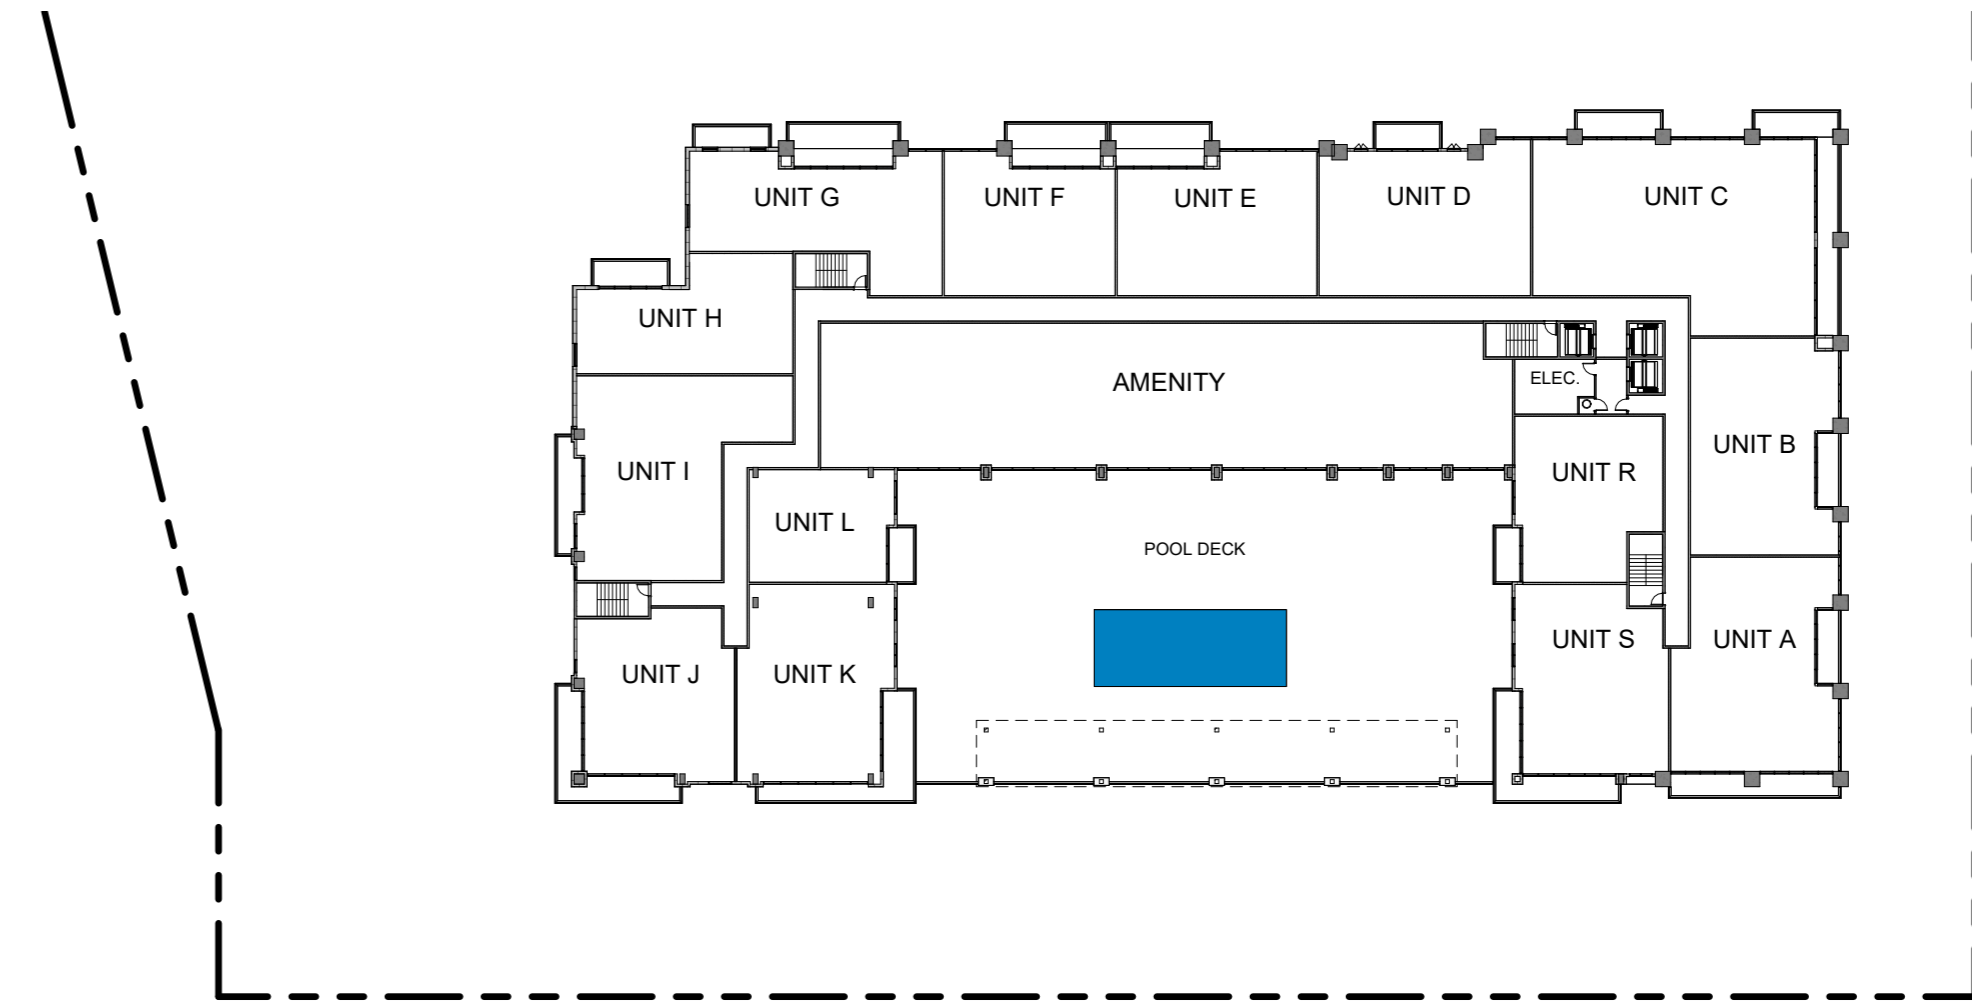 UNIT G
UNIT F
UNIT E
UNIT D
UNIT C
UNIT H
AMENITY
ELEC.
UNIT B
UNIT I
UNIT R
UNIT L
POOL DECK
UNIT S
UNIT A
UNIT J
UNIT K